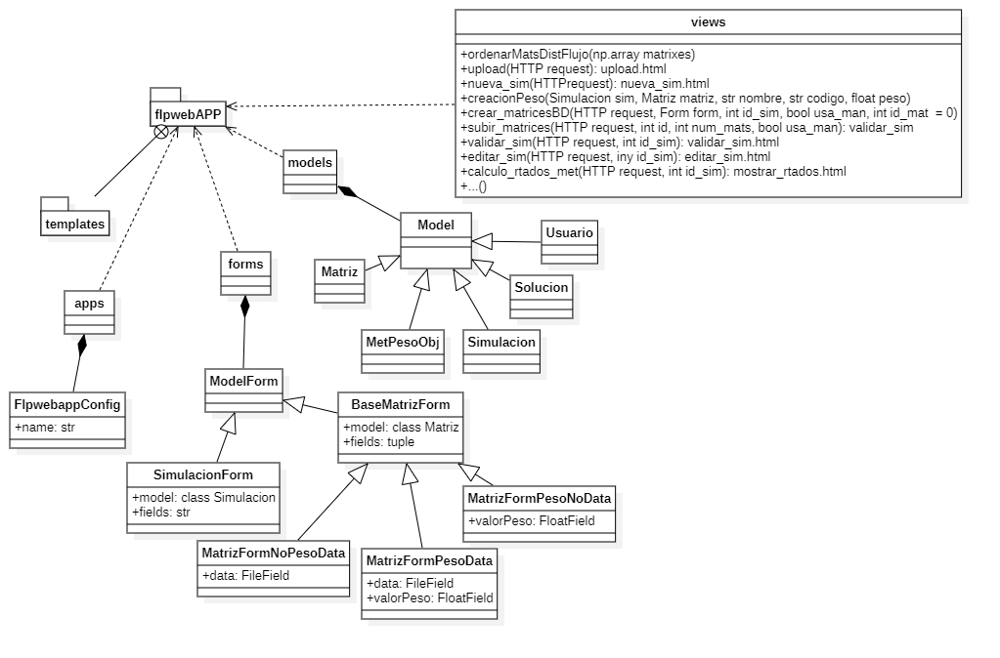 views
+ordenarMatsDistFlujo(np.array matrixes)
+upload(HTTP request): upload.html
+nueva_sim(HTTPrequest): nueva_sim.html
+creacionPeso(Simulacion sim, Matriz matriz, str nombre, str codigo, float peso)
+crear_matricesBD(HTTP request, Form form, int id_sim, bool usa_man, int id_mat  = 0)
+subir_matrices(HTTP request, int id, int num_mats, bool usa_man): validar_sim
+validar_sim(HTTP request, int id_sim): validar_sim.html
+editar_sim(HTTP request, iny id_sim): editar_sim.html
+calculo_rtados_met(HTTP request, int id_sim): mostrar_rtados.html
+...()
flpwebAPP
models
templates
Model
Usuario
forms
Matriz
Solucion
apps
MetPesoObj
Simulacion
ModelForm
FlpwebappConfig
+name: str
BaseMatrizForm
+model: class Matriz
+fields: tuple
SimulacionForm
+model: class Simulacion
+fields: str
MatrizFormPesoNoData
+valorPeso: FloatField
MatrizFormNoPesoData
+data: FileField
MatrizFormPesoData
+data: FileField
+valorPeso: FloatField